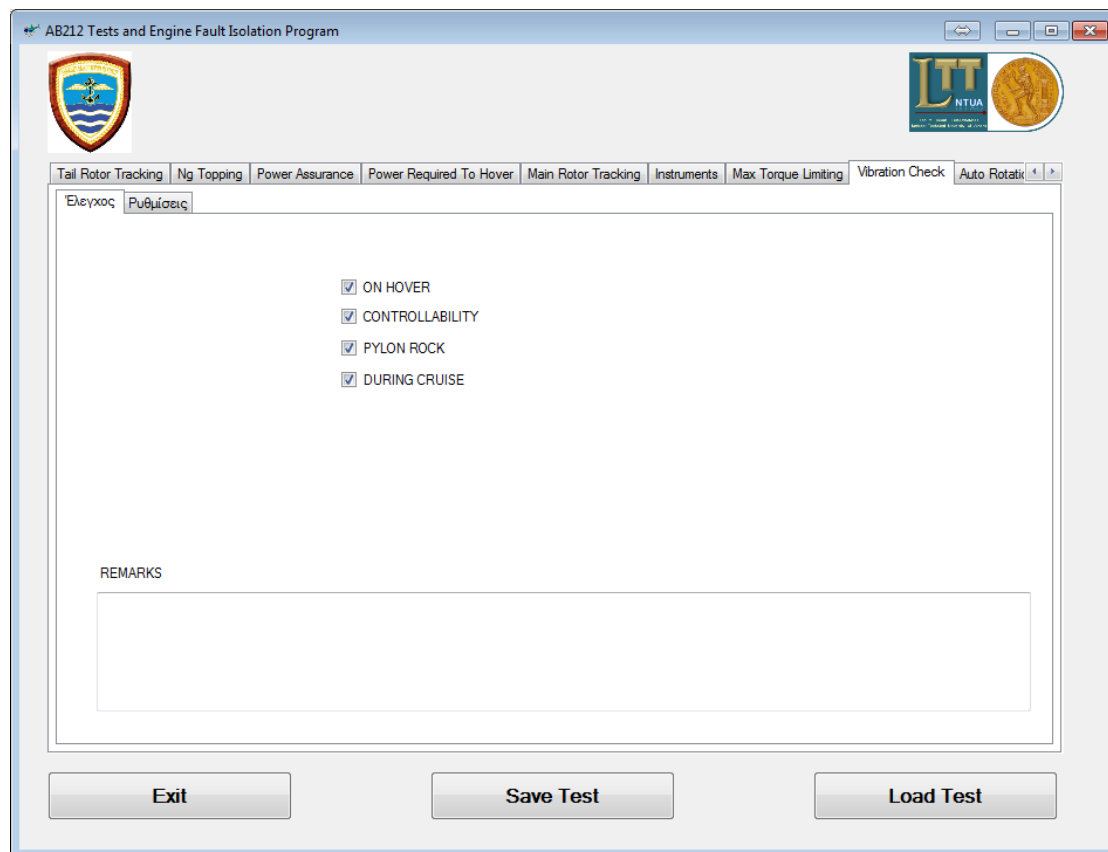 AB212 Tests and Engine Fault Isolation Program
LTT
NTUA
Tail Rotor Tracking Ng Topping Power Assurance Power Required To Hover Main Rotor Tracking Instruments Max Torque Limiting Vibration Check Auto Rotatic
Έλεγχος Ρυθμίσεις
ON HOVER
CONTROLLABILITY
PYLON ROCK
DURING CRUISE
REMARKS
Exit Save Test Load Test